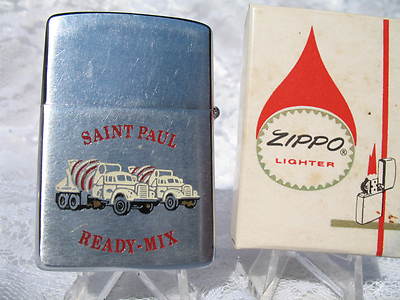 SAINT PAUL
READY-MIX
ZIPPO®
LIGHTER